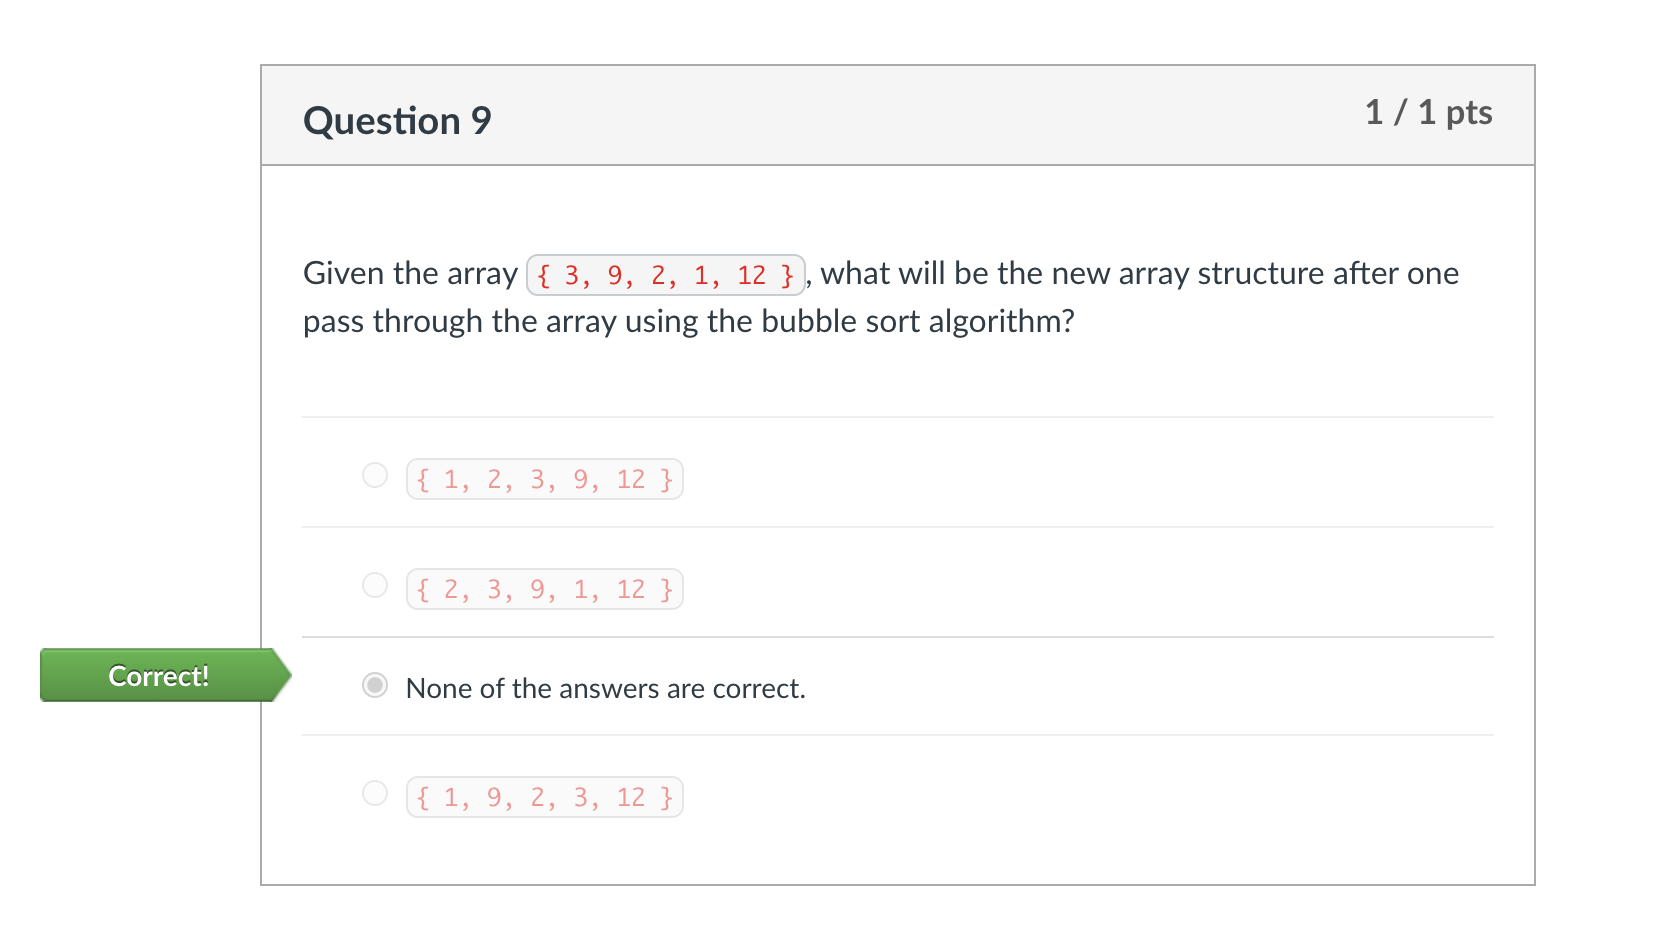 Question 9
1 / 1 pts
Given the array { 3, 9, 2, 1, 12 }, what will be the new array structure after one
pass through the array using the bubble sort algorithm?
{ 1, 2, 3, 9, 12 }
{ 2, 3, 9, 1, 12 }
Correct!
None of the answers are correct.
{ 1, 9, 2, 3, 12 }